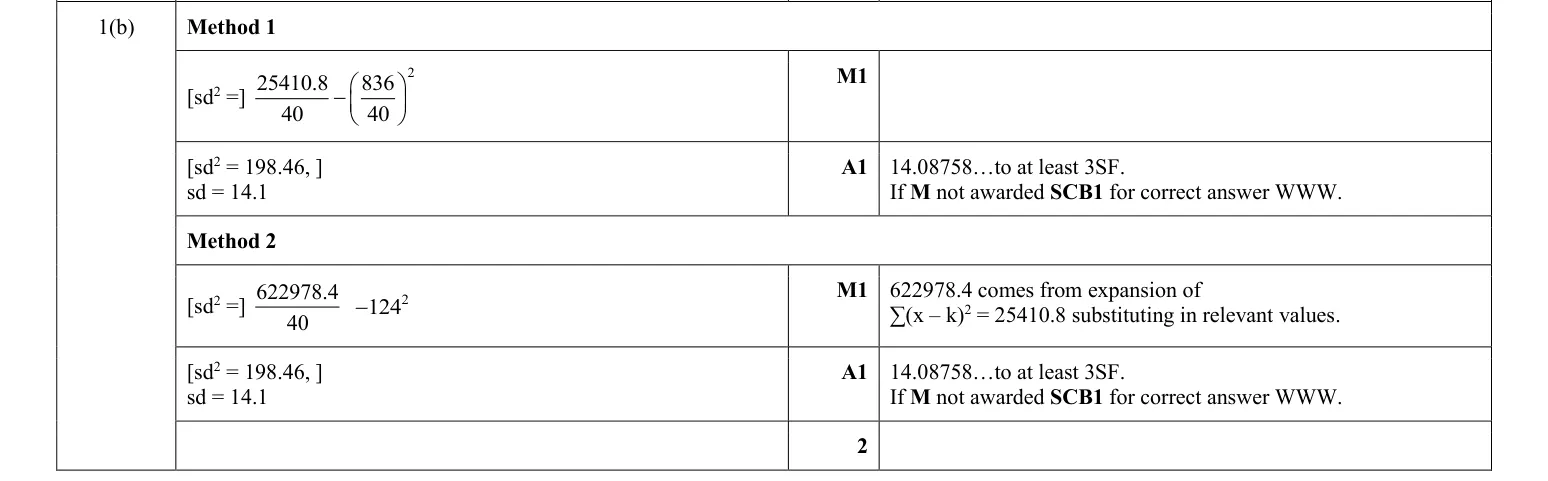 1(b) Method 1
[sd² =] 25410.8/40 − (836/40)² M1
[sd² = 198.46, ] A1 14.08758…to at least 3SF.
sd = 14.1 If M not awarded SCB1 for correct answer WWW.
Method 2
[sd² =] 622978.4/40 −124² M1 622978.4 comes from expansion of
∑(x – k)² = 25410.8 substituting in relevant values.
[sd² = 198.46, ] A1 14.08758…to at least 3SF.
sd = 14.1 If M not awarded SCB1 for correct answer WWW.
2